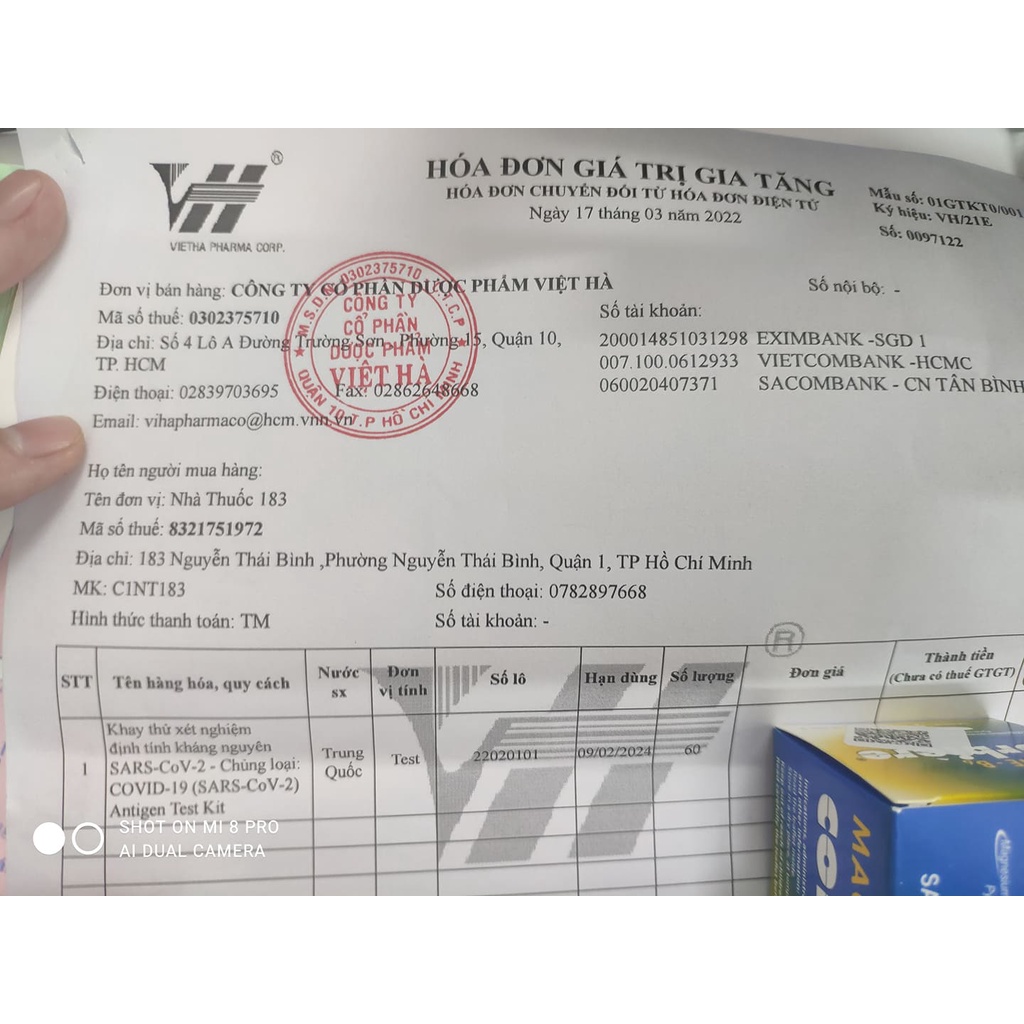 VH®
VIETHA PHARMA CORP.
HÓA ĐƠN GIÁ TRỊ GIA TĂNG
HÓA ĐƠN CHUYỂN ĐỔI TỪ HÓA ĐƠN ĐIỆN TỬ
Ngày 17 tháng 03 năm 2022
Mẫu số: 01GTKT0/001
Ký hiệu: VH/21E
Số: 0097122
Đơn vị bán hàng: CÔNG TY CỔ PHẦN DƯỢC PHẨM VIỆT HÀ
Số nội bộ: -
Mã số thuế: 0302375710
Số tài khoản:
Địa chỉ: Số 4 Lô A Đường Trường Sơn, Phường 15, Quận 10,
TP. HCM
200014851031298 EXIMBANK -SGD 1
007.100.0612933 VIETCOMBANK -HCMC
060020407371 SACOMBANK - CN TÂN BÌNH
Điện thoại: 02839703695 Fax: 02862648668
Email: vihapharmaco@hcm.vnn.vn
M.S.D.N: 0302375710
CÔNG TY
CỔ PHẦN
DƯỢC PHẨM
VIỆT HÀ
QUẬN 10 T.P HỒ CHÍ MINH
Họ tên người mua hàng:
Tên đơn vị: Nhà Thuốc 183
Mã số thuế: 8321751972
Địa chỉ: 183 Nguyễn Thái Bình ,Phường Nguyễn Thái Bình, Quận 1, TP Hồ Chí Minh
MK: C1NT183 Số điện thoại: 0782897668
Hình thức thanh toán: TM Số tài khoản: -
STT Tên hàng hóa, quy cách Nước sx Đơn vị tính Số lô Hạn dùng Số lượng Đơn giá Thành tiền (Chưa có thuế GTGT)
1 Khay thử xét nghiệm
định tính kháng nguyên
SARS-CoV-2 - Chủng loại:
COVID-19 (SARS-CoV-2)
Antigen Test Kit
Trung Quốc Test 22020101 09/02/2024 60
®
SHOT ON MI 8 PRO
AI DUAL CAMERA